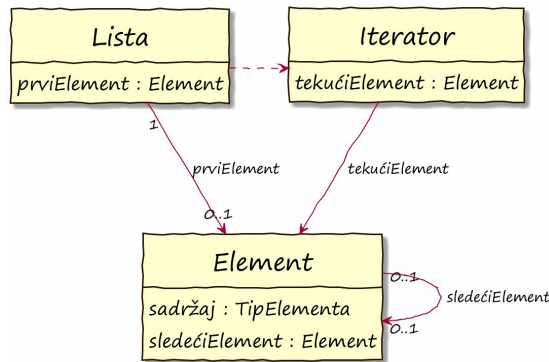 Lista
prviElement : Element
Iterator
tekućiElement : Element
1
prviElement
tekućiElement
0..1
Element
sadržaj : TipElementa
sledećiElement : Element
0..1
sledećiElement
0..1